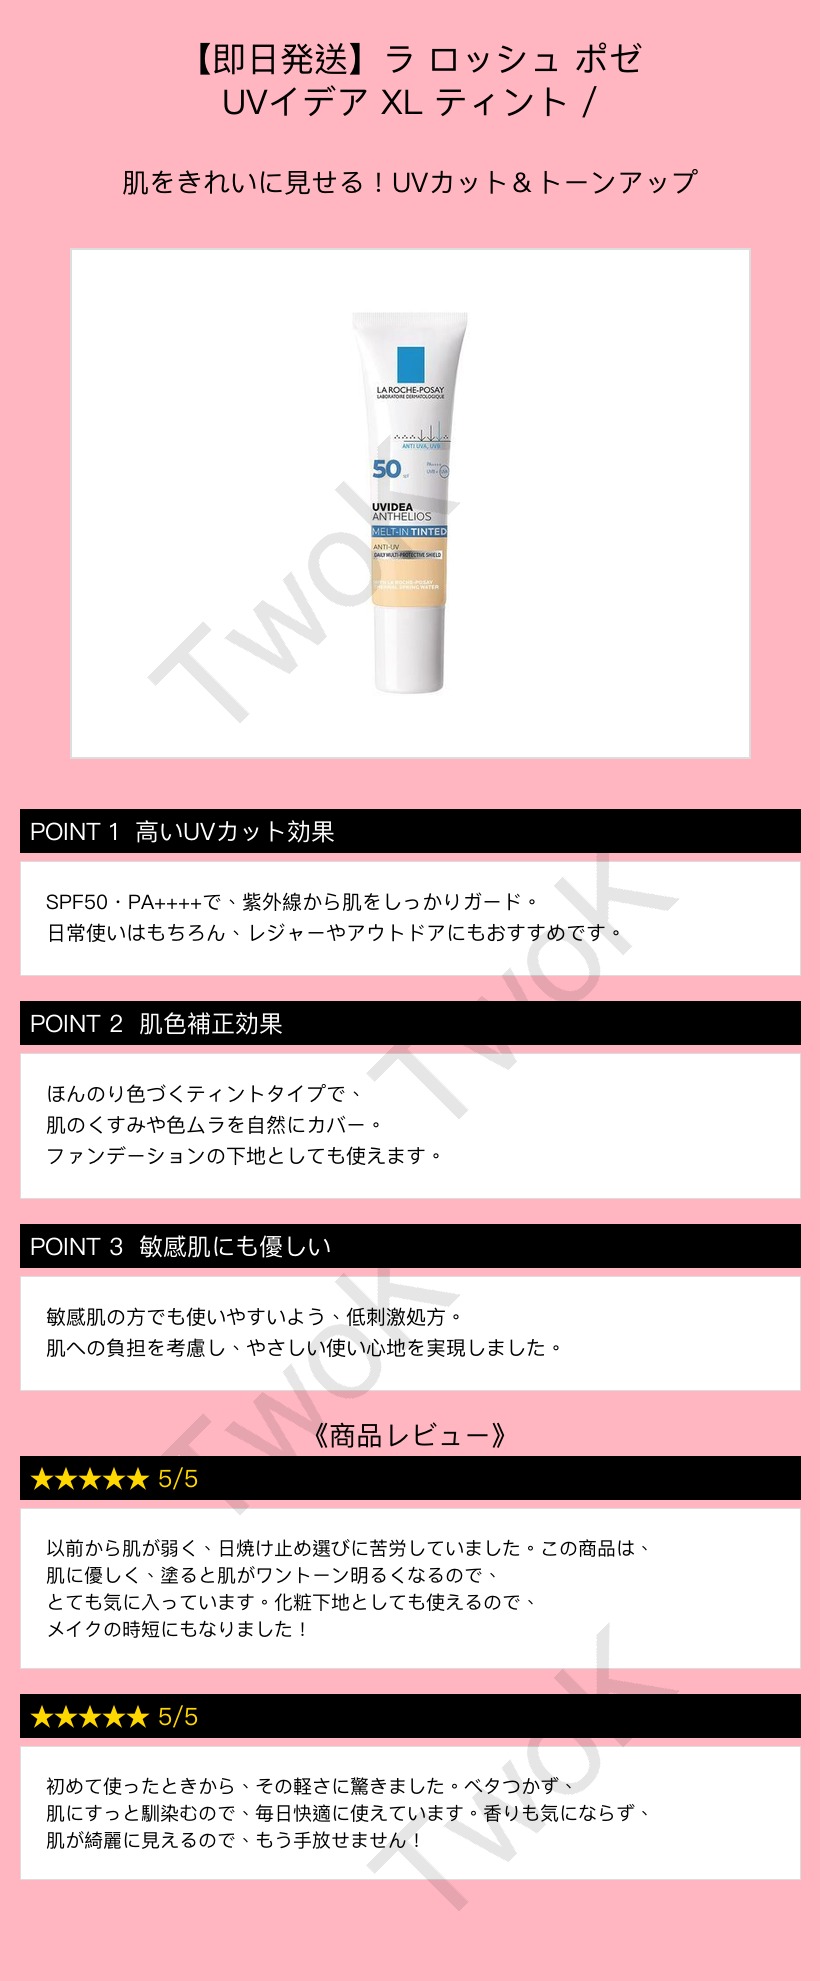 【即日発送】ラ ロッシュ ポゼ
UVイデア XL ティント /
肌をきれいに見せる！UVカット＆トーンアップ
LA ROCHE-POSAY
LABORATOIRE DERMATOLOGIQUE
ANTI UVA, UVB
50
UVIDEA
ANTHELIOS
MELT-IN TINTED
ANTI-UV
DAILY MULTI-PROTECTIVE SHIELD
LA ROCHE-POSAY
THERMAL SPRING WATER
TwoK
POINT 1 高いUVカット効果
SPF50・PA++++で、紫外線から肌をしっかりガード。
日常使いはもちろん、レジャーやアウトドアにもおすすめです。
TwoK
POINT 2 肌色補正効果
ほんのり色づくティントタイプで、
肌のくすみや色ムラを自然にカバー。
ファンデーションの下地としても使えます。
POINT 3 敏感肌にも優しい
敏感肌の方でも使いやすいよう、低刺激処方。
肌への負担を考慮し、やさしい使い心地を実現しました。
TwoK
《商品レビュー》
★★★★★ 5/5
以前から肌が弱く、日焼け止め選びに苦労していました。この商品は、
肌に優しく、塗ると肌がワントーン明るくなるので、
とても気に入っています。化粧下地としても使えるので、
メイクの時短にもなりました！
★★★★★ 5/5
初めて使ったときから、その軽さに驚きました。ベタつかず、
肌にすっと馴染むので、毎日快適に使えています。香りも気にならず、
肌が綺麗に見えるので、もう手放せません！
TwoK